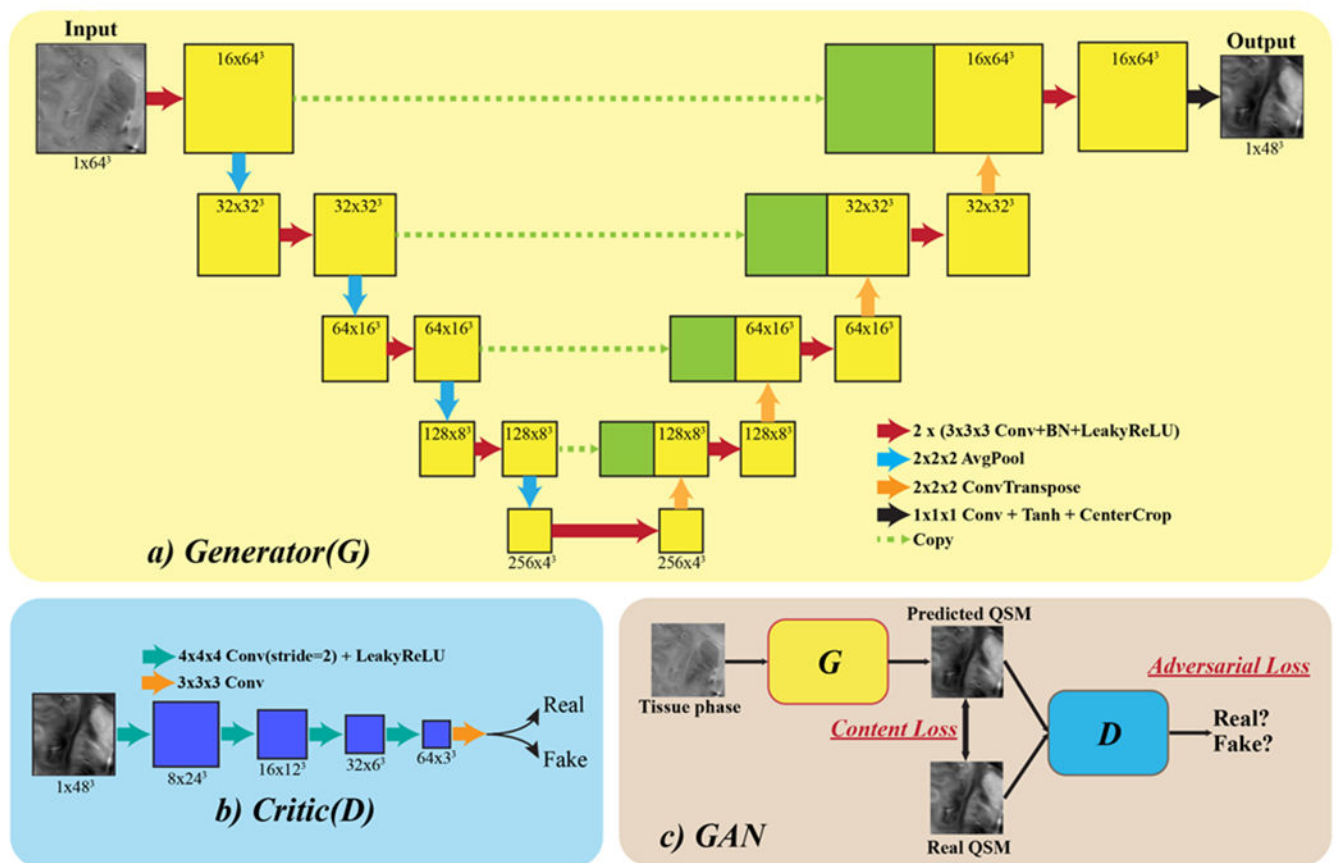 Input
Output
16x64³
16x64³
16x64³
1x64³
1x48³
32x32³
32x32³
32x32³
32x32³
64x16³
64x16³
64x16³
64x16³
128x8³
128x8³
128x8³
128x8³
2 x (3x3x3 Conv+BN+LeakyReLU)
2x2x2 AvgPool
2x2x2 ConvTranspose
1x1x1 Conv + Tanh + CenterCrop
Copy
a) Generator(G)
256x4³
256x4³
4x4x4 Conv(stride=2) + LeakyReLU
3x3x3 Conv
Real
Fake
1x48³
8x24³
16x12³
32x6³
64x3³
b) Critic(D)
Predicted QSM
G
Adversarial Loss
Tissue phase
Content Loss
D
Real?
Fake?
Real QSM
c) GAN